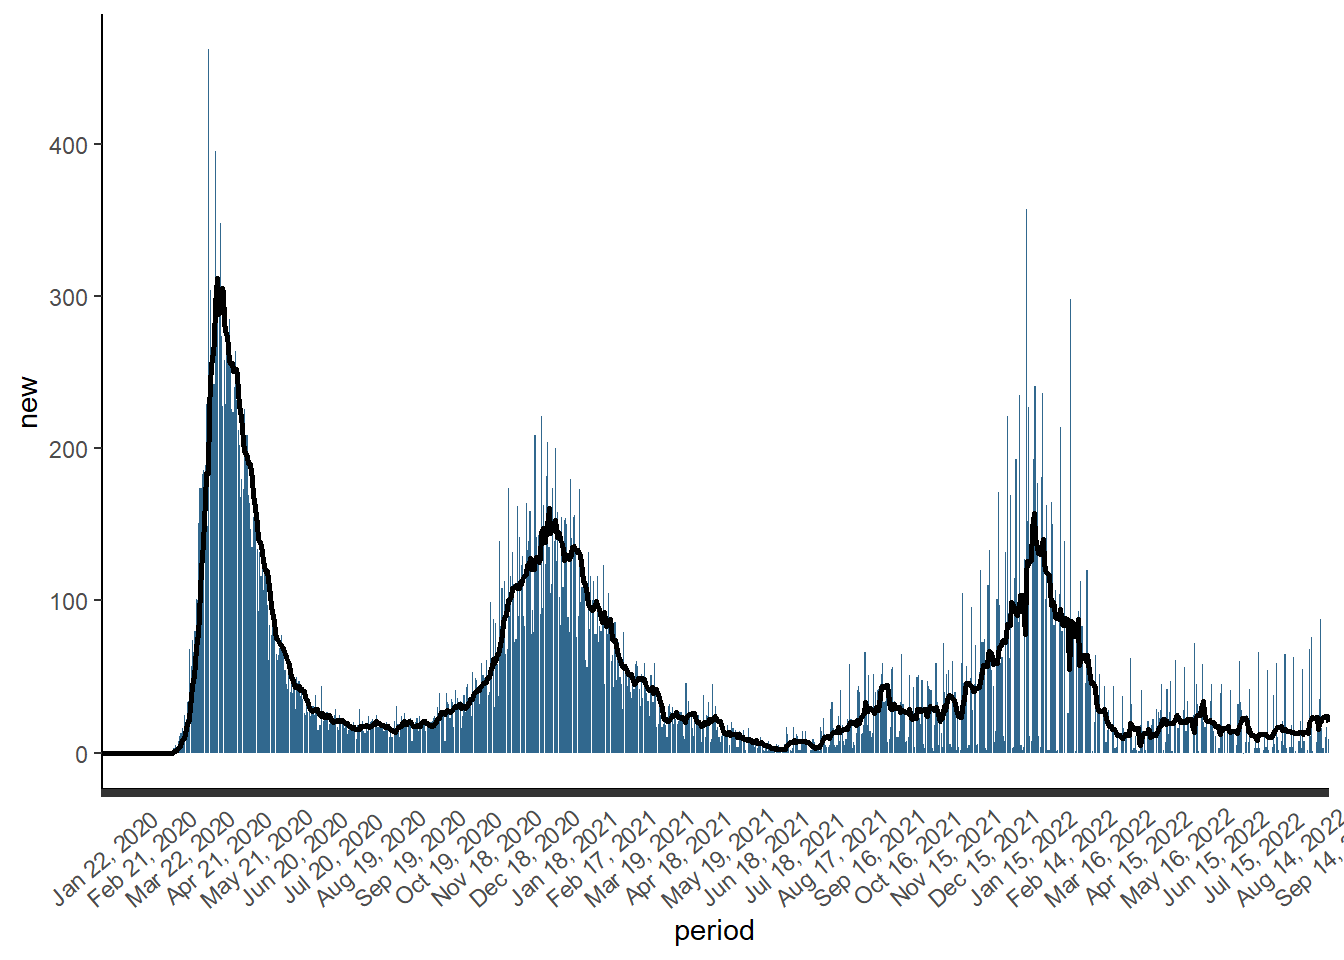 400
300
200
100
0
new
Jan 22, 2020
Feb 21, 2020
Mar 22, 2020
Apr 21, 2020
May 21, 2020
Jun 20, 2020
Jul 20, 2020
Aug 19, 2020
Sep 19, 2020
Oct 19, 2020
Nov 18, 2020
Dec 18, 2020
Jan 18, 2021
Feb 17, 2021
Mar 19, 2021
Apr 18, 2021
May 19, 2021
Jun 18, 2021
Jul 18, 2021
Aug 17, 2021
Sep 16, 2021
Oct 16, 2021
Nov 15, 2021
Dec 15, 2021
Jan 15, 2022
Feb 14, 2022
Mar 16, 2022
Apr 15, 2022
May 16, 2022
Jun 15, 2022
Jul 15, 2022
Aug 14, 2022
Sep 14,
period